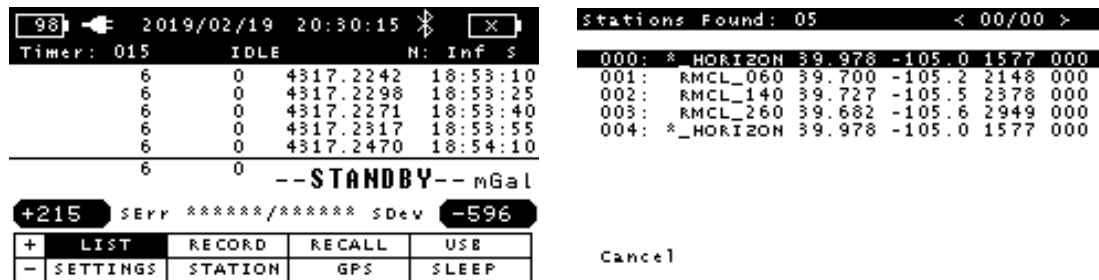 98 2019/02/19 20:30:15 X
Timer: 015 IDLE N: Inf S
6 0 4317.2242 18:53:10
6 0 4317.2298 18:53:25
6 0 4317.2271 18:53:40
6 0 4317.2317 18:53:55
6 0 4317.2470 18:54:10
6 0 --STANDBY-- mGal
+215 SErr ******/****** SDev -596
+ LIST RECORD RECALL USB
- SETTINGS STATION GPS SLEEP
Stations Found: 05 < 00/00 >
000: *_HORIZON 39.978 -105.0 1577 000
001: RMCL_060 39.700 -105.2 2148 000
002: RMCL_140 39.727 -105.5 2378 000
003: RMCL_260 39.682 -105.6 2949 000
004: *_HORIZON 39.978 -105.0 1577 000
Cancel